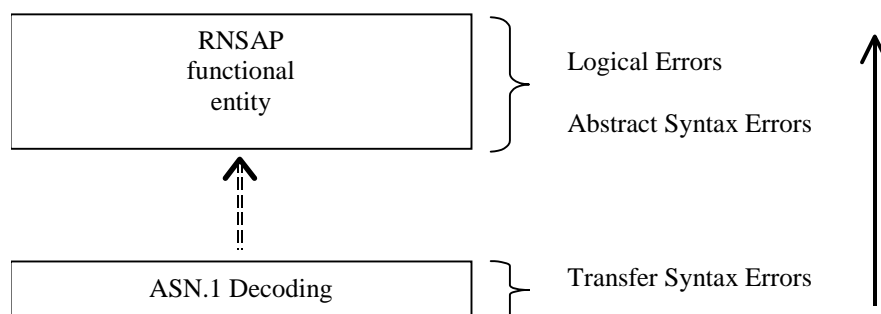 RNSAP
functional
entity
Logical Errors
Abstract Syntax Errors
ASN.1 Decoding
Transfer Syntax Errors